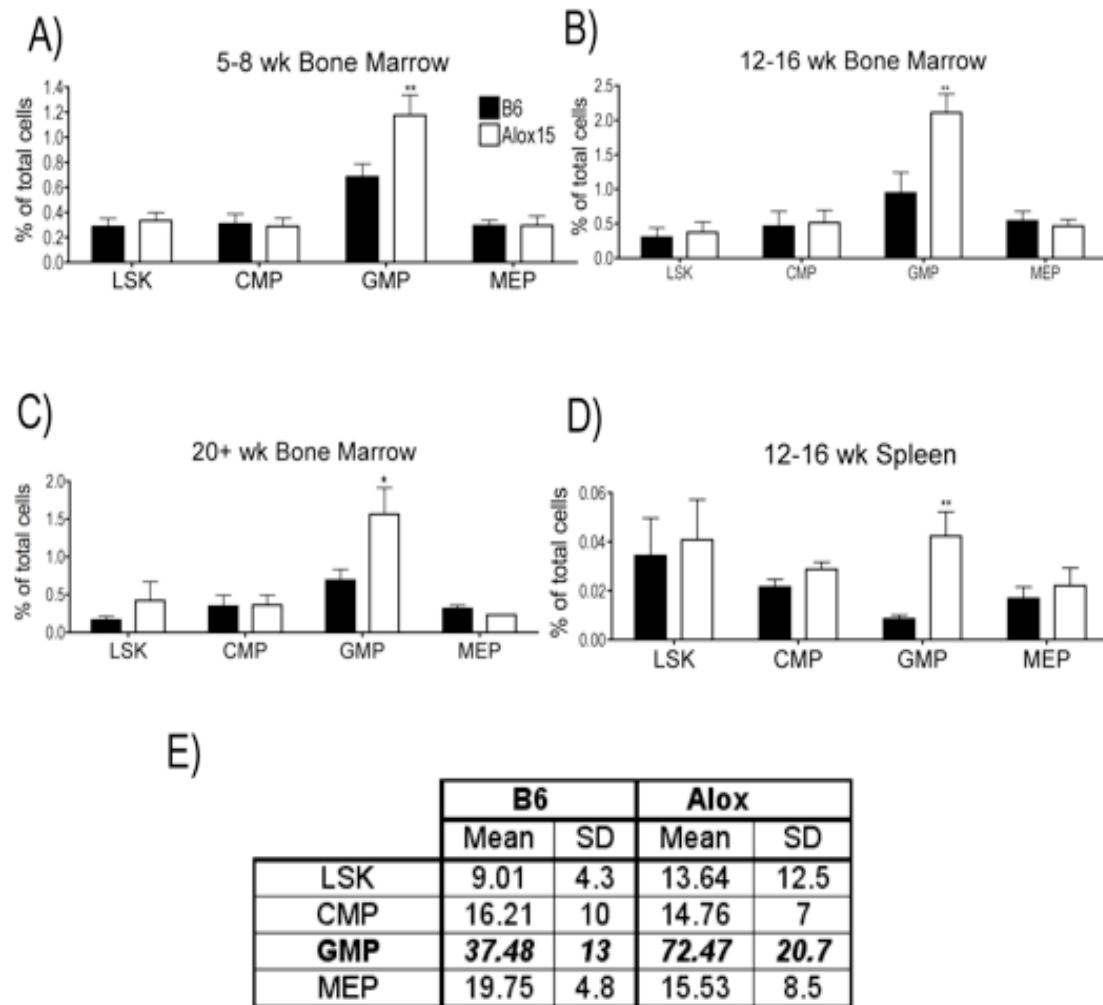 A)
5-8 wk Bone Marrow
% of total cells
1.4
1.2
1.0
0.8
0.6
0.4
0.2
0.0
**
B6
Alox15
LSK CMP GMP MEP
B)
12-16 wk Bone Marrow
% of total cells
2.5
2.0
1.5
1.0
0.5
0.0
**
LSK CMP GMP MEP
C)
20+ wk Bone Marrow
% of total cells
2.0
1.5
1.0
0.5
0.0
*
LSK CMP GMP MEP
D)
12-16 wk Spleen
% of total cells
0.06
0.04
0.02
0.00
**
LSK CMP GMP MEP
E)
B6 Alox
Mean SD Mean SD
LSK 9.01 4.3 13.64 12.5
CMP 16.21 10 14.76 7
GMP 37.48 13 72.47 20.7
MEP 19.75 4.8 15.53 8.5